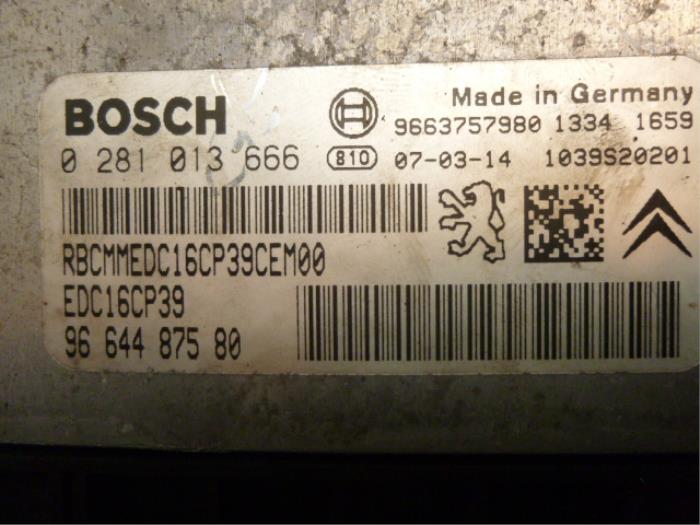 BOSCH
Made in Germany
9663757980 1334 1659
0 281 013 666 810 07-03-14 1039S20201
RBCMMEDC16CP39CEM00
EDC16CP39
96 644 875 80